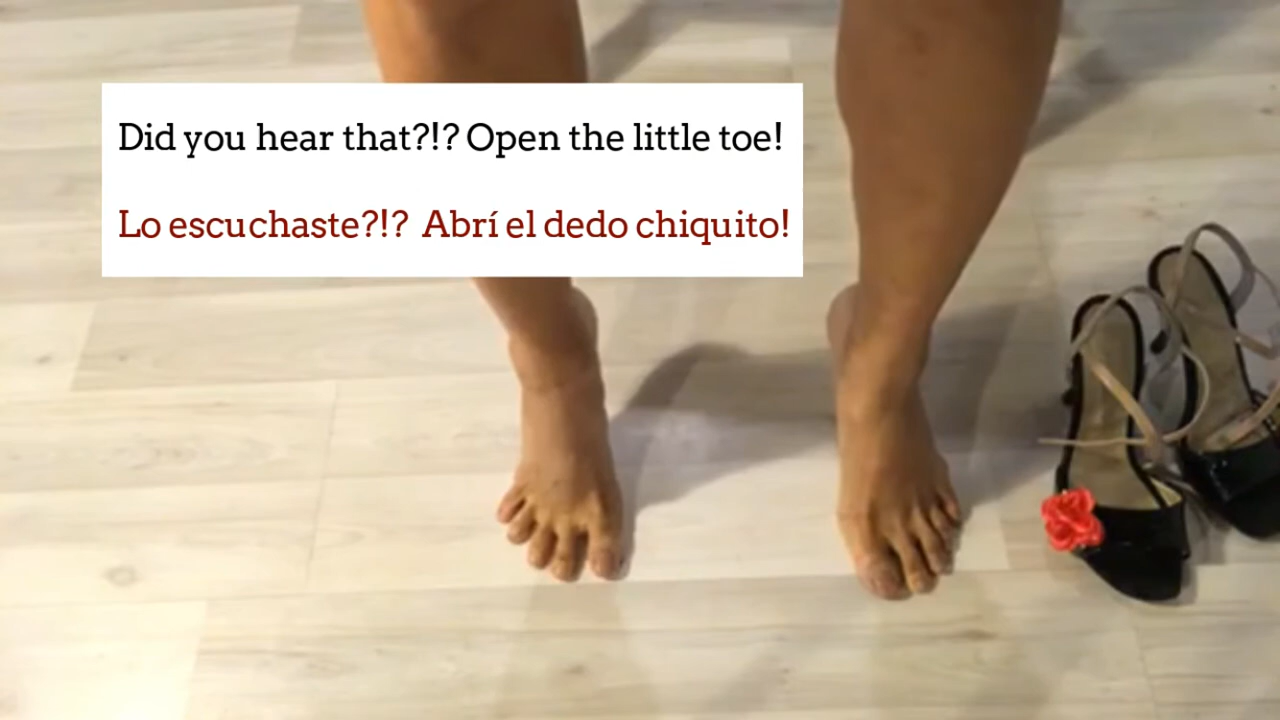 Did you hear that?!? Open the little toe!
Lo escuchaste?!? Abrí el dedo chiquito!